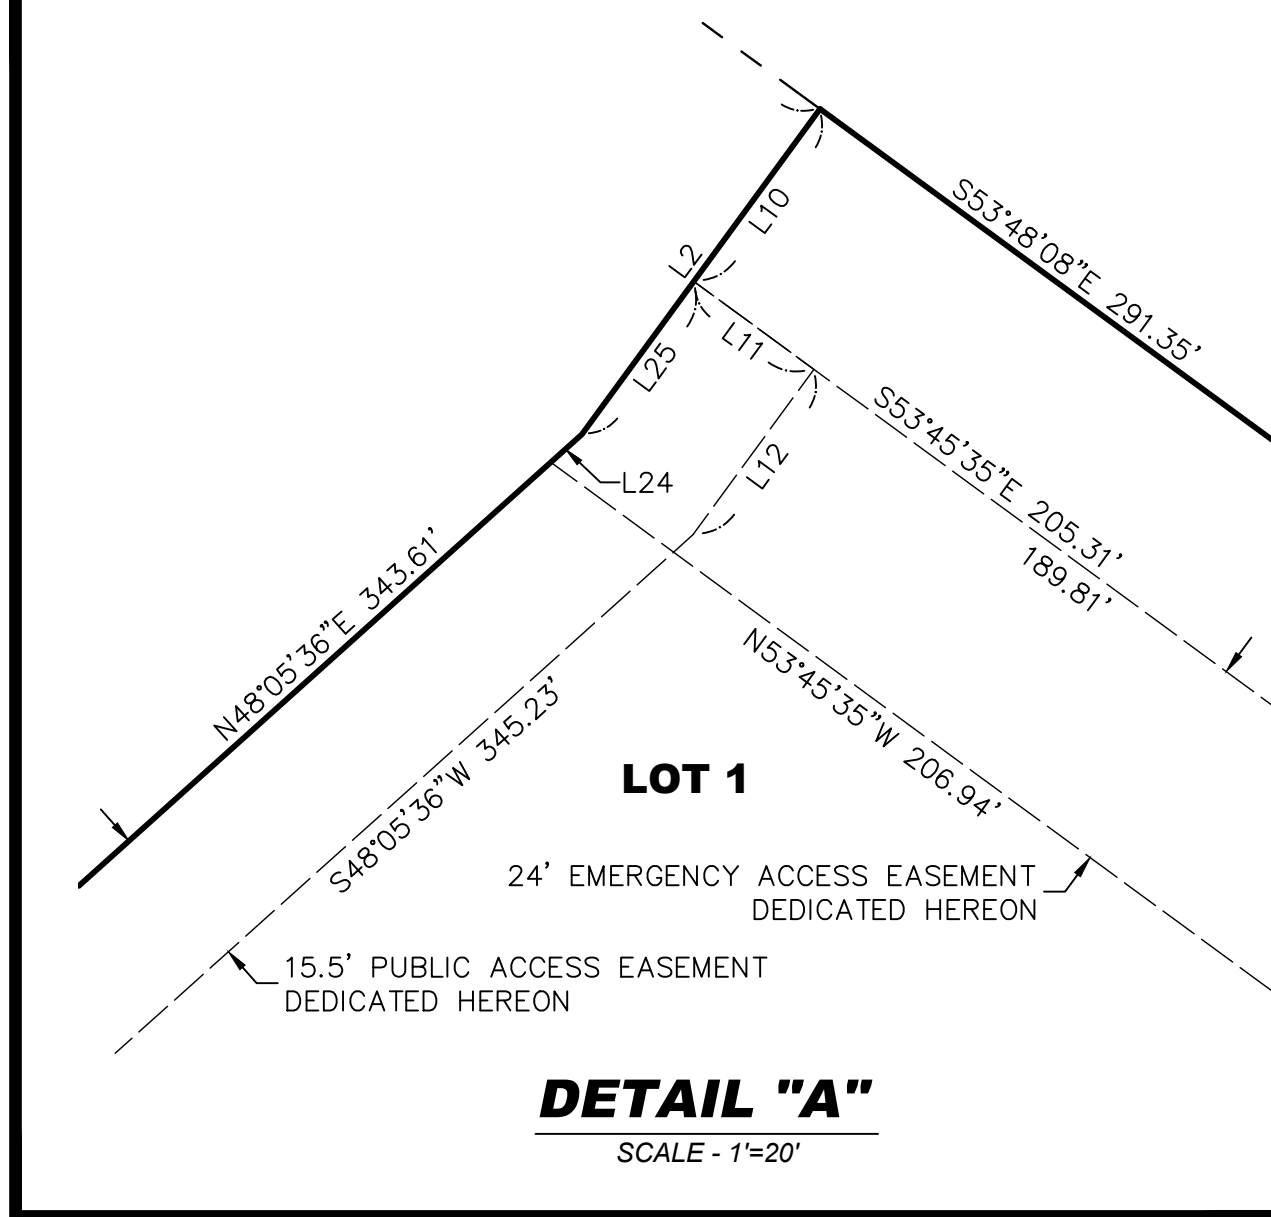 L10
S53°48'08"E 291.35'
L2
L11
L25
S53°45'35"E 205.31'
189.81'
L12
L24
N48°05'36"E 343.61'
N53°45'35"W 206.94'
S48°05'36"W 345.23'
LOT 1
24' EMERGENCY ACCESS EASEMENT
DEDICATED HEREON
15.5' PUBLIC ACCESS EASEMENT
DEDICATED HEREON
DETAIL "A"
SCALE - 1'=20'